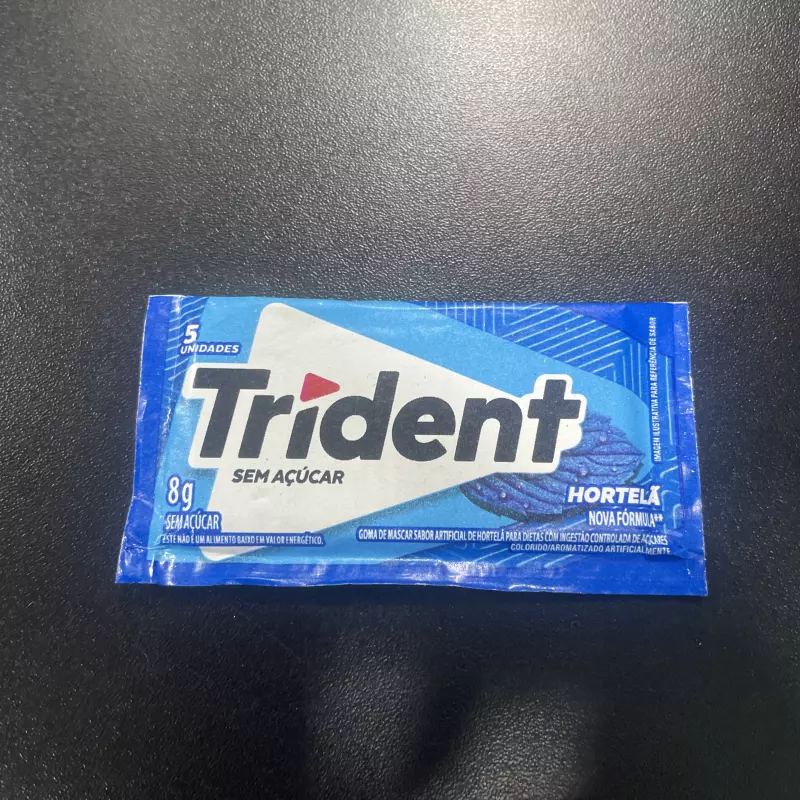 5
UNIDADES
Trident
SEM AÇÚCAR
8g
SEM AÇÚCAR
ESTE NÃO É UM ALIMENTO BAIXO EM VALOR ENERGÉTICO.
HORTELÃ
NOVA FÓRMULA**
GOMA DE MASCAR SABOR ARTIFICIAL DE HORTELÃ PARA DIETAS COM INGESTÃO CONTROLADA DE AÇÚCARES
COLORIDO/AROMATIZADO ARTIFICIALMENTE
IMAGEM ILUSTRATIVA PARA REFERÊNCIA DE SABOR